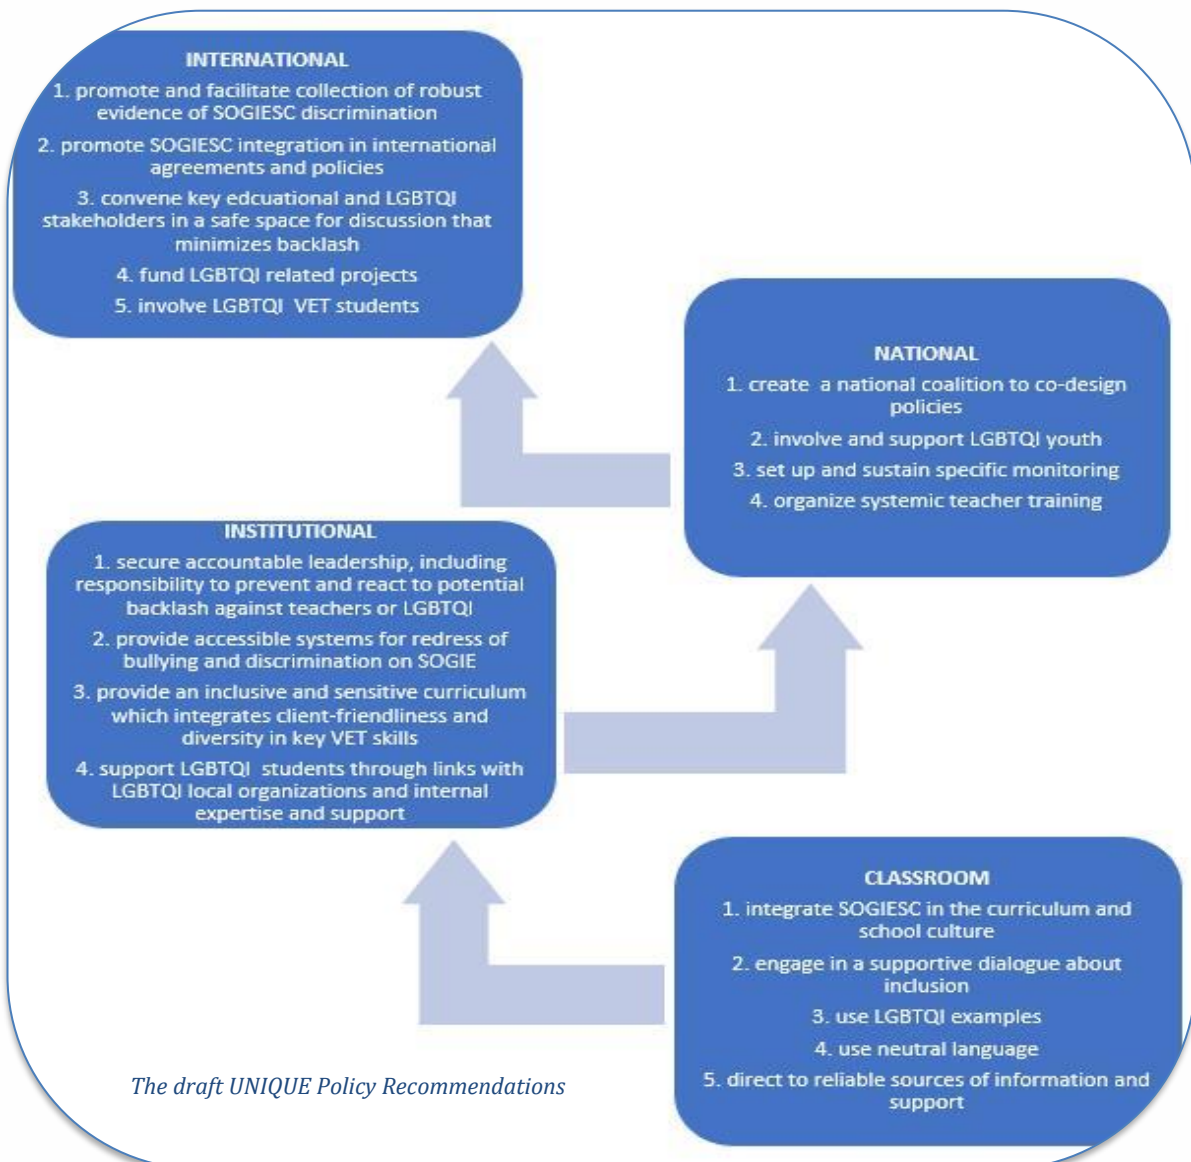 INTERNATIONAL
1. promote and facilitate collection of robust
evidence of SOGIESC discrimination
2. promote SOGIESC integration in international
agreements and policies
3. convene key edcuational and LGBTQI
stakeholders in a safe space for discussion that
minimizes backlash
4. fund LGBTQI related projects
5. involve LGBTQI VET students
NATIONAL
1. create a national coalition to co-design
policies
2. involve and support LGBTQI youth
3. set up and sustain specific monitoring
4. organize systemic teacher training
INSTITUTIONAL
1. secure accountable leadership, including
responsibility to prevent and react to potential
backlash against teachers or LGBTQI
2. provide accessible systems for redress of
bullying and discrimination on SOGIE
3. provide an inclusive and sensitive curriculum
which integrates client-friendliness and
diversity in key VET skills
4. support LGBTQI students through links with
LGBTQI local organizations and internal
expertise and support
CLASSROOM
1. integrate SOGIESC in the curriculum and
school culture
2. engage in a supportive dialogue about
inclusion
3. use LGBTQI examples
4. use neutral language
5. direct to reliable sources of information and
support
The draft UNIQUE Policy Recommendations